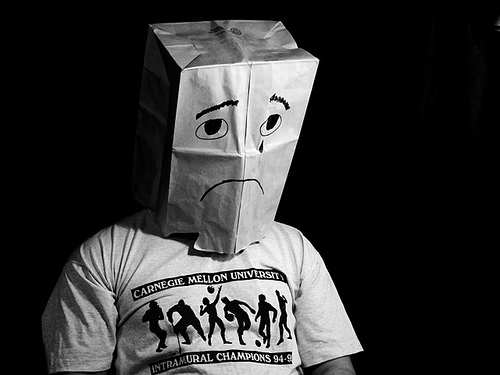 CARNEGIE MELLON UNIVERSITY
INTRAMURAL CHAMPIONS 94-9